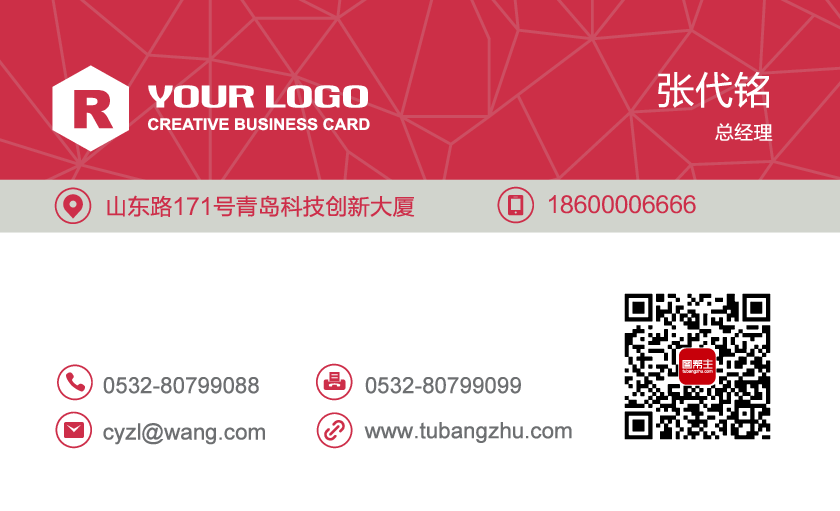 R
YOUR LOGO
CREATIVE BUSINESS CARD
张代铭
总经理
山东路171号青岛科技创新大厦
18600006666
0532-80799088
0532-80799099
cyzl@wang.com
www.tubangzhu.com
图帮主
tubangzhu.com